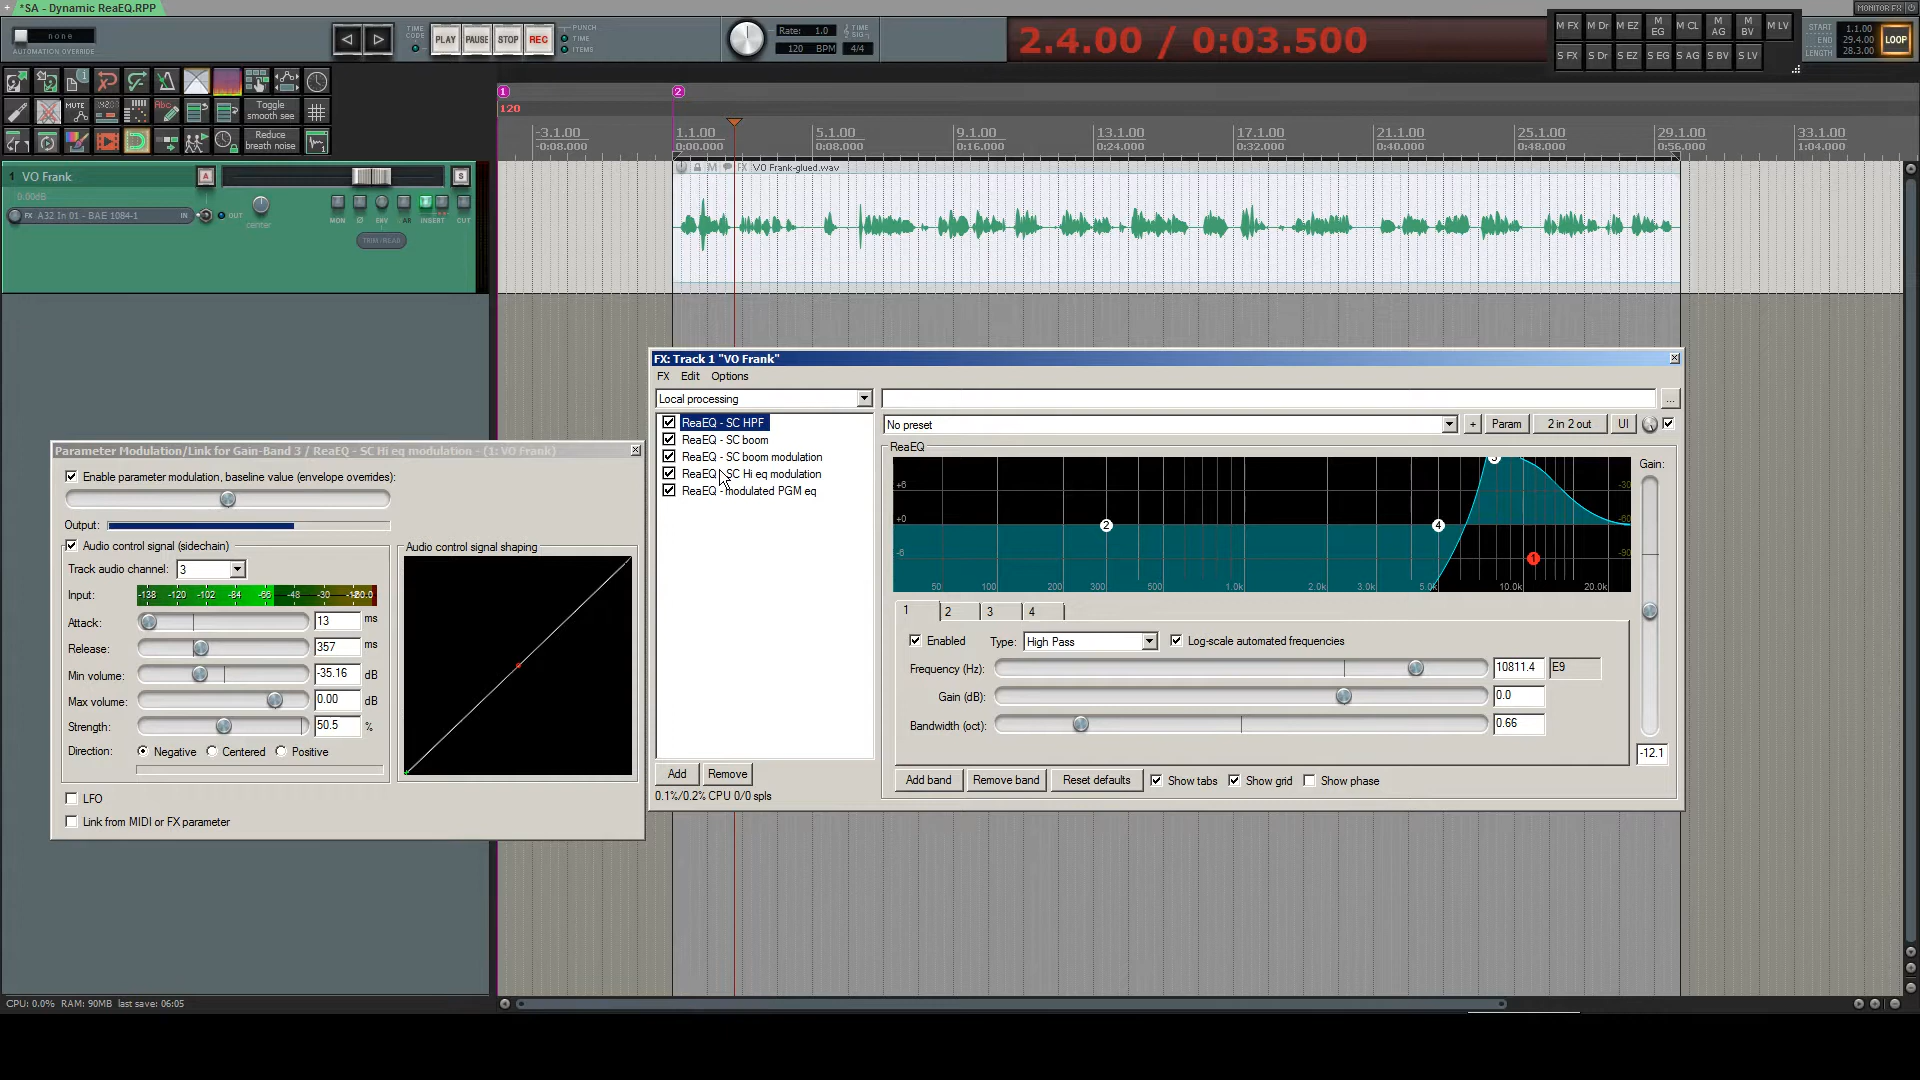 *SA - Dynamic ReaEQ.RPP
MONITOR FX
none
AUTOMATION OVERRIDE
TIME CODE
PLAY
PAUSE
STOP
REC
PUNCH
TIME
ITEMS
Rate: 1.0
120 BPM
TIME SIG
4/4
2.4.00 / 0:03.500
M FX
M Dr
M EZ
M EG
M CL
M AG
M BV
M LV
S FX
S Dr
S EZ
S EG
S AG
S BV
S LV
START 1.1.00
END 29.4.00
LENGTH 28.3.00
LOOP
MUTE
Toggle smooth see
Reduce breath noise
1
2
120
-3.1.00
-0:08.000
1.1.00
0:00.000
5.1.00
0:08.000
9.1.00
0:16.000
13.1.00
0:24.000
17.1.00
0:32.000
21.1.00
0:40.000
25.1.00
0:48.000
29.1.00
0:56.000
33.1.00
1:04.000
1 VO Frank
A
S
0.00dB
FX A32 In 01 - BAE 1084-1 IN
OUT
center
MON
ENV
INSERT
CUT
TRIM/READ
M
FX VO Frank-glued.wav
FX: Track 1 "VO Frank"
FX Edit Options
Local processing
ReaEQ - SC HPF
ReaEQ - SC boom
ReaEQ - SC boom modulation
ReaEQ - SC Hi eq modulation
ReaEQ - modulated PGM eq
Add
Remove
0.1%/0.2% CPU 0/0 spls
...
No preset
+
Param
2 in 2 out
UI
ReaEQ
Gain:
+6
+0
-6
-30
-60
-90
2
4
3
1
50
100
200
300
500
1.0k
2.0k
3.0k
5.0k
10.0k
20.0k
1 2 3 4
Enabled
Type: High Pass
Log-scale automated frequencies
Frequency (Hz): 10811.4 E9
Gain (dB): 0.0
Bandwidth (oct): 0.66
-12.1
Add band
Remove band
Reset defaults
Show tabs
Show grid
Show phase
Parameter Modulation/Link for Gain-Band 3 / ReaEQ - SC Hi eq modulation - (1: VO Frank)
Enable parameter modulation, baseline value (envelope overrides):
Output:
Audio control signal (sidechain)
Track audio channel: 3
Input: -138 -120 -102 -84 -66 -48 -30
Attack: 13 ms
Release: 357 ms
Min volume: -35.16 dB
Max volume: 0.00 dB
Strength: 50.5 %
Direction: Negative Centered Positive
Audio control signal shaping
LFO
Link from MIDI or FX parameter
CPU: 0.0% RAM: 90MB last save: 06:05